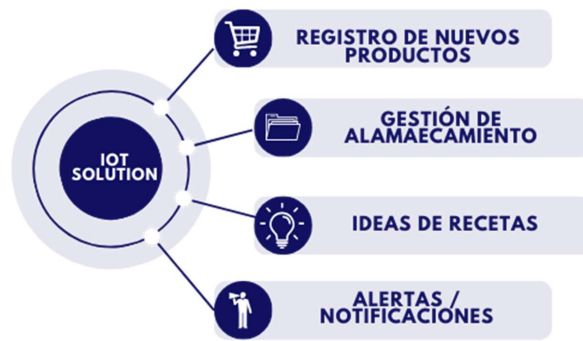 REGISTRO DE NUEVOS
PRODUCTOS
GESTIÓN DE
ALAMAECAMIENTO
IOT
SOLUTION
IDEAS DE RECETAS
ALERTAS /
NOTIFICACIONES